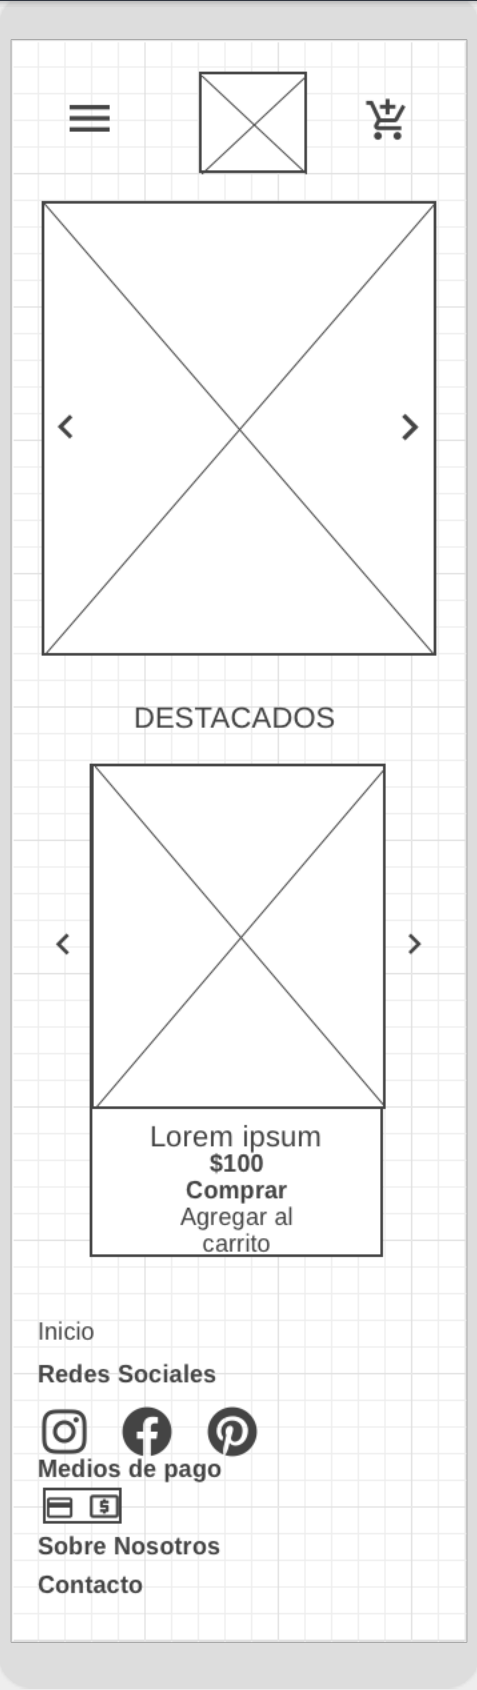 DESTACADOS
Lorem ipsum
$100
Comprar
Agregar al
carrito
Inicio
Redes Sociales
Medios de pago
Sobre Nosotros
Contacto